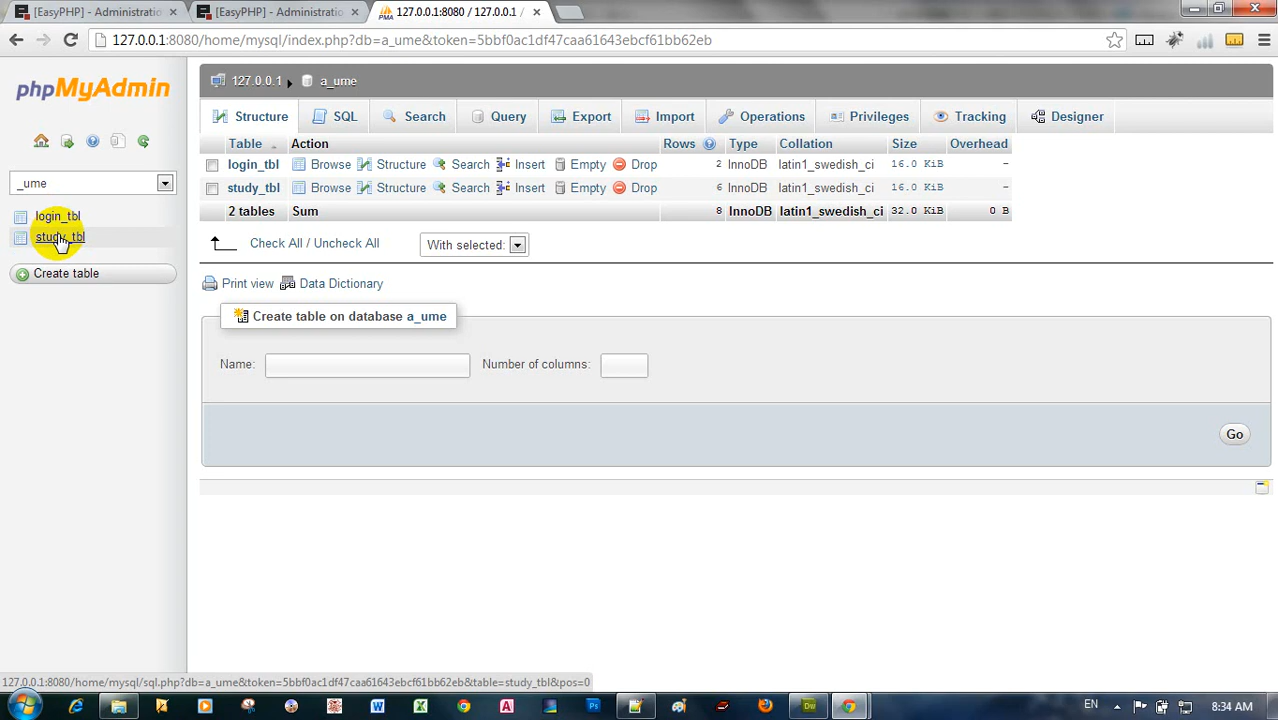 [EasyPHP] - Administratio
[EasyPHP] - Administratio
127.0.0.1:8080 / 127.0.0.1 /
127.0.0.1:8080/home/mysql/index.php?db=a_ume&token=5bbf0ac1df47caa61643ebcf61bb62eb
phpMyAdmin
127.0.0.1 a_ume
Structure SQL Search Query Export Import Operations Privileges Tracking Designer
_ume
login_tbl
study_tbl
Create table
Table Action Rows Type Collation Size Overhead
login_tbl Browse Structure Search Insert Empty Drop 2 InnoDB latin1_swedish_ci 16.0 KiB -
study_tbl Browse Structure Search Insert Empty Drop 6 InnoDB latin1_swedish_ci 16.0 KiB -
2 tables Sum 8 InnoDB latin1_swedish_ci 32.0 KiB 0 B
Check All / Uncheck All With selected:
Print view Data Dictionary
Create table on database a_ume
Name: Number of columns:
Go
127.0.0.1:8080/home/mysql/sql.php?db=a_ume&token=5bbf0ac1df47caa61643ebcf61bb62eb&table=study_tbl&pos=0
EN 8:34 AM